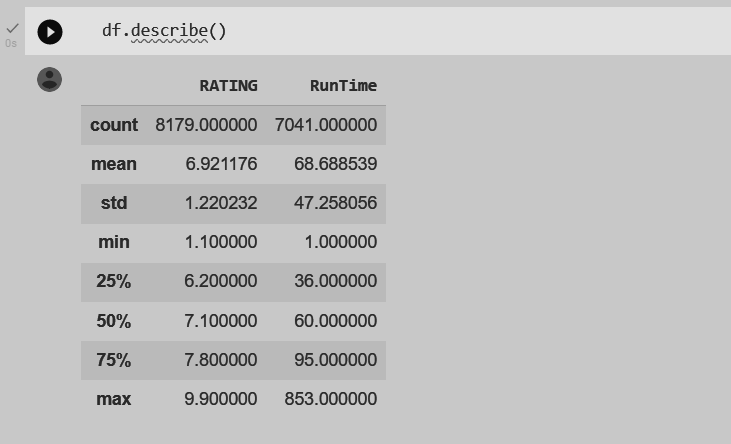 df.describe()
0s
RATING RunTime
count 8179.000000 7041.000000
mean 6.921176 68.688539
std 1.220232 47.258056
min 1.100000 1.000000
25% 6.200000 36.000000
50% 7.100000 60.000000
75% 7.800000 95.000000
max 9.900000 853.000000